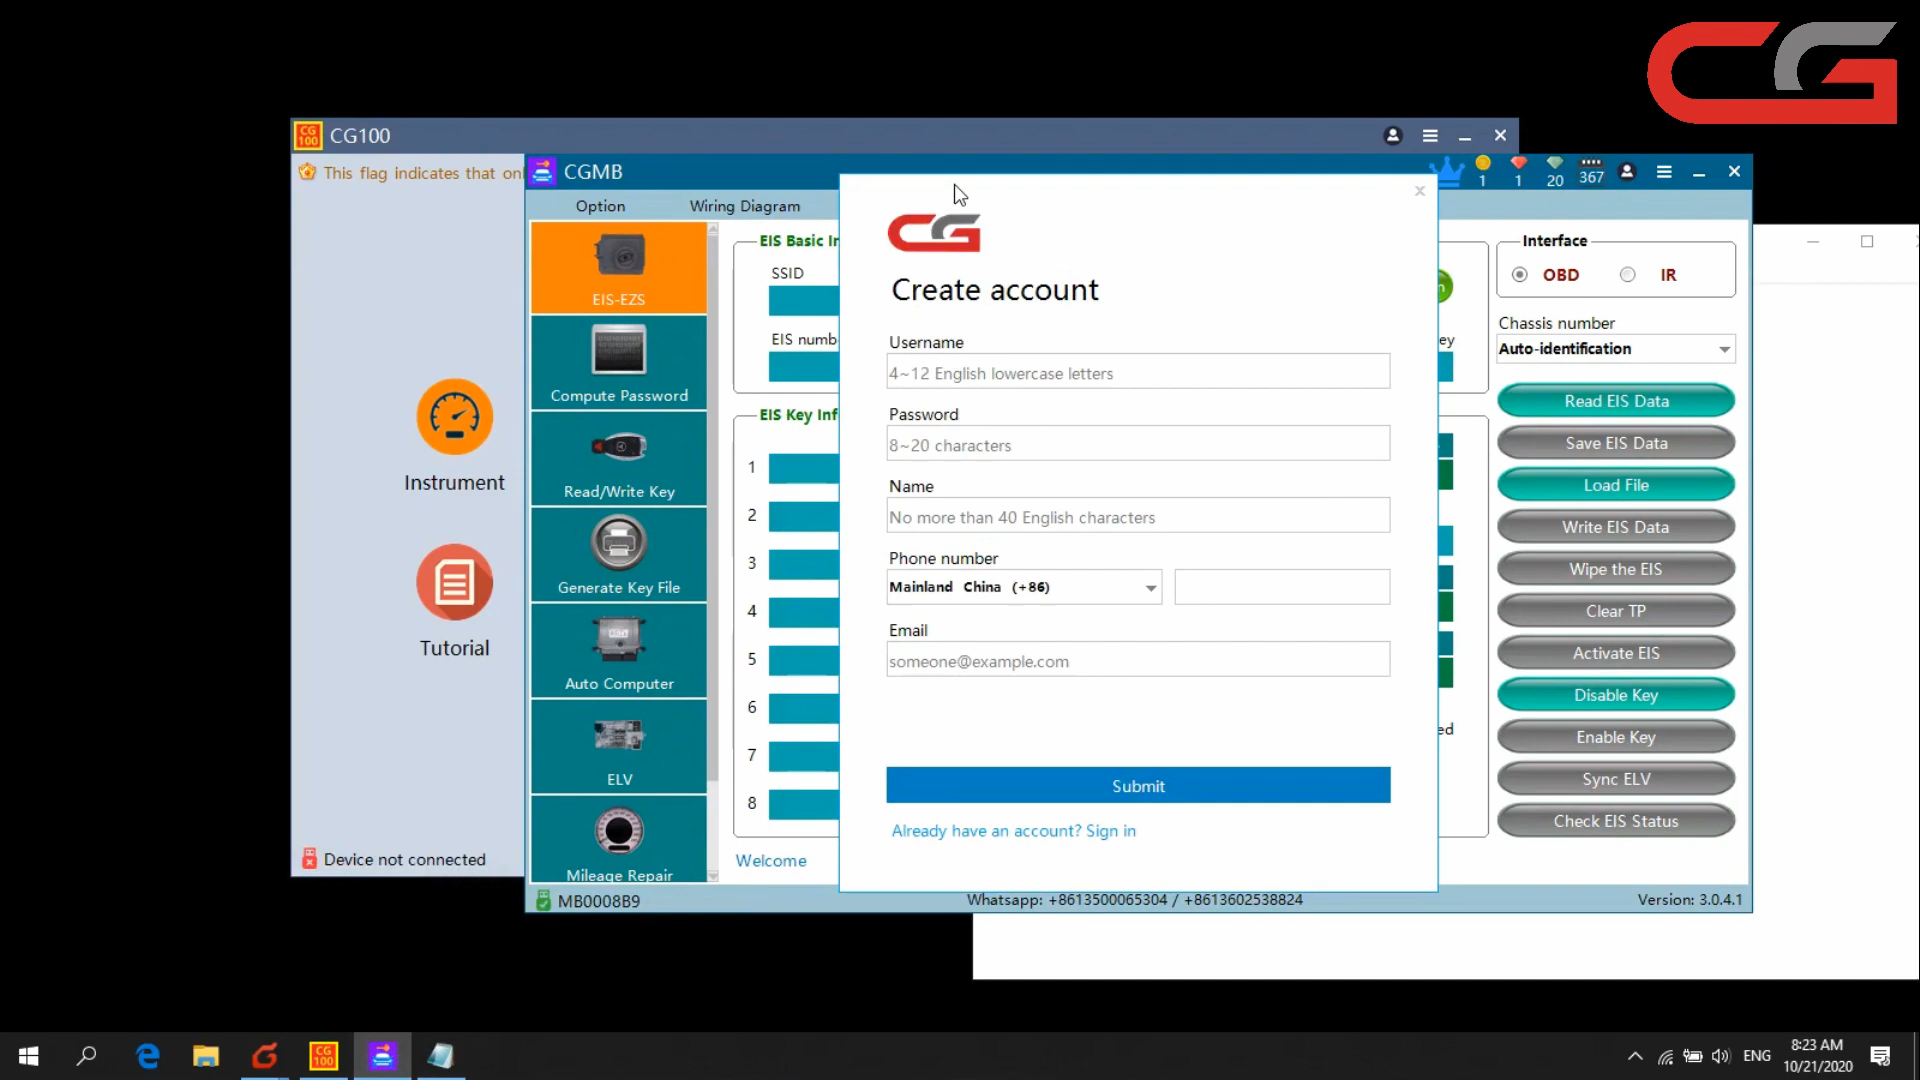 CG
CG100
CG
100
This flag indicates that onl
CGMB
1
1
20
367
Option
Wiring Diagram
EIS-EZS
Compute Password
Read/Write Key
Generate Key File
Auto Computer
ELV
Mileage Repair
Instrument
Tutorial
Device not connected
EIS Basic In
SSID
EIS numb
ey
EIS Key Inf
1
2
3
4
5
6
7
8
ed
Welcome
CG
Create account
Username
4~12 English lowercase letters
Password
8~20 characters
Name
No more than 40 English characters
Phone number
Mainland China (+86)
Email
someone@example.com
Submit
Already have an account? Sign in
Interface
OBD
IR
Chassis number
Auto-identification
Read EIS Data
Save EIS Data
Load File
Write EIS Data
Wipe the EIS
Clear TP
Activate EIS
Disable Key
Enable Key
Sync ELV
Check EIS Status
MB0008B9
Whatsapp: +8613500065304 / +8613602538824
Version: 3.0.4.1
CG
100
ENG
8:23 AM
10/21/2020